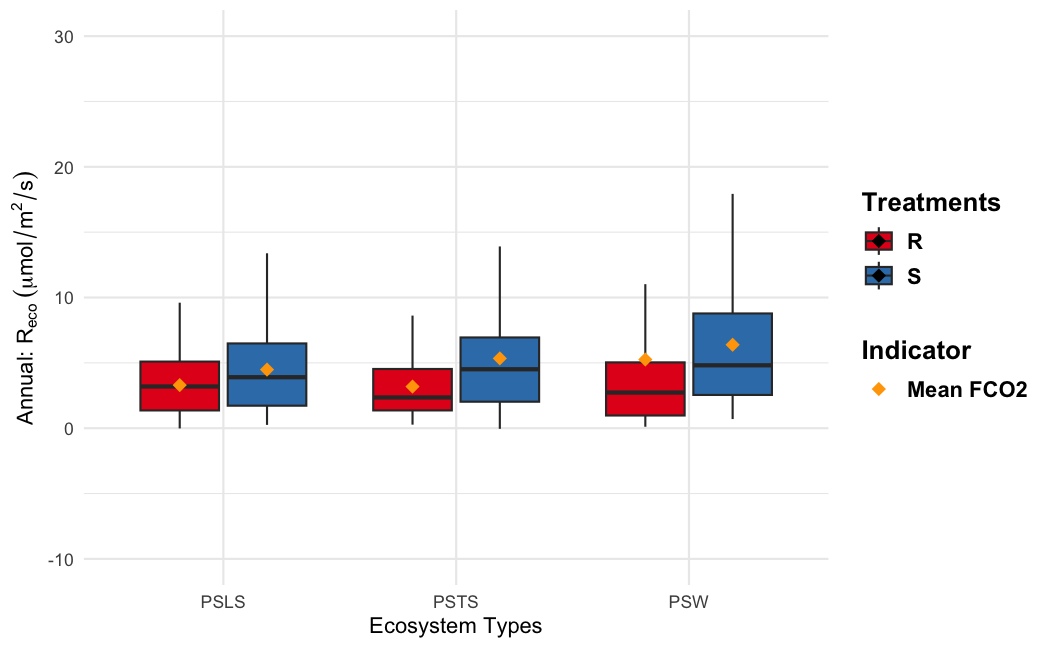 30
20
10
0
-10
Annual: Reco (μmol/m²/s)
PSLS PSTS PSW
Ecosystem Types
Treatments
R
S
Indicator
Mean FCO2